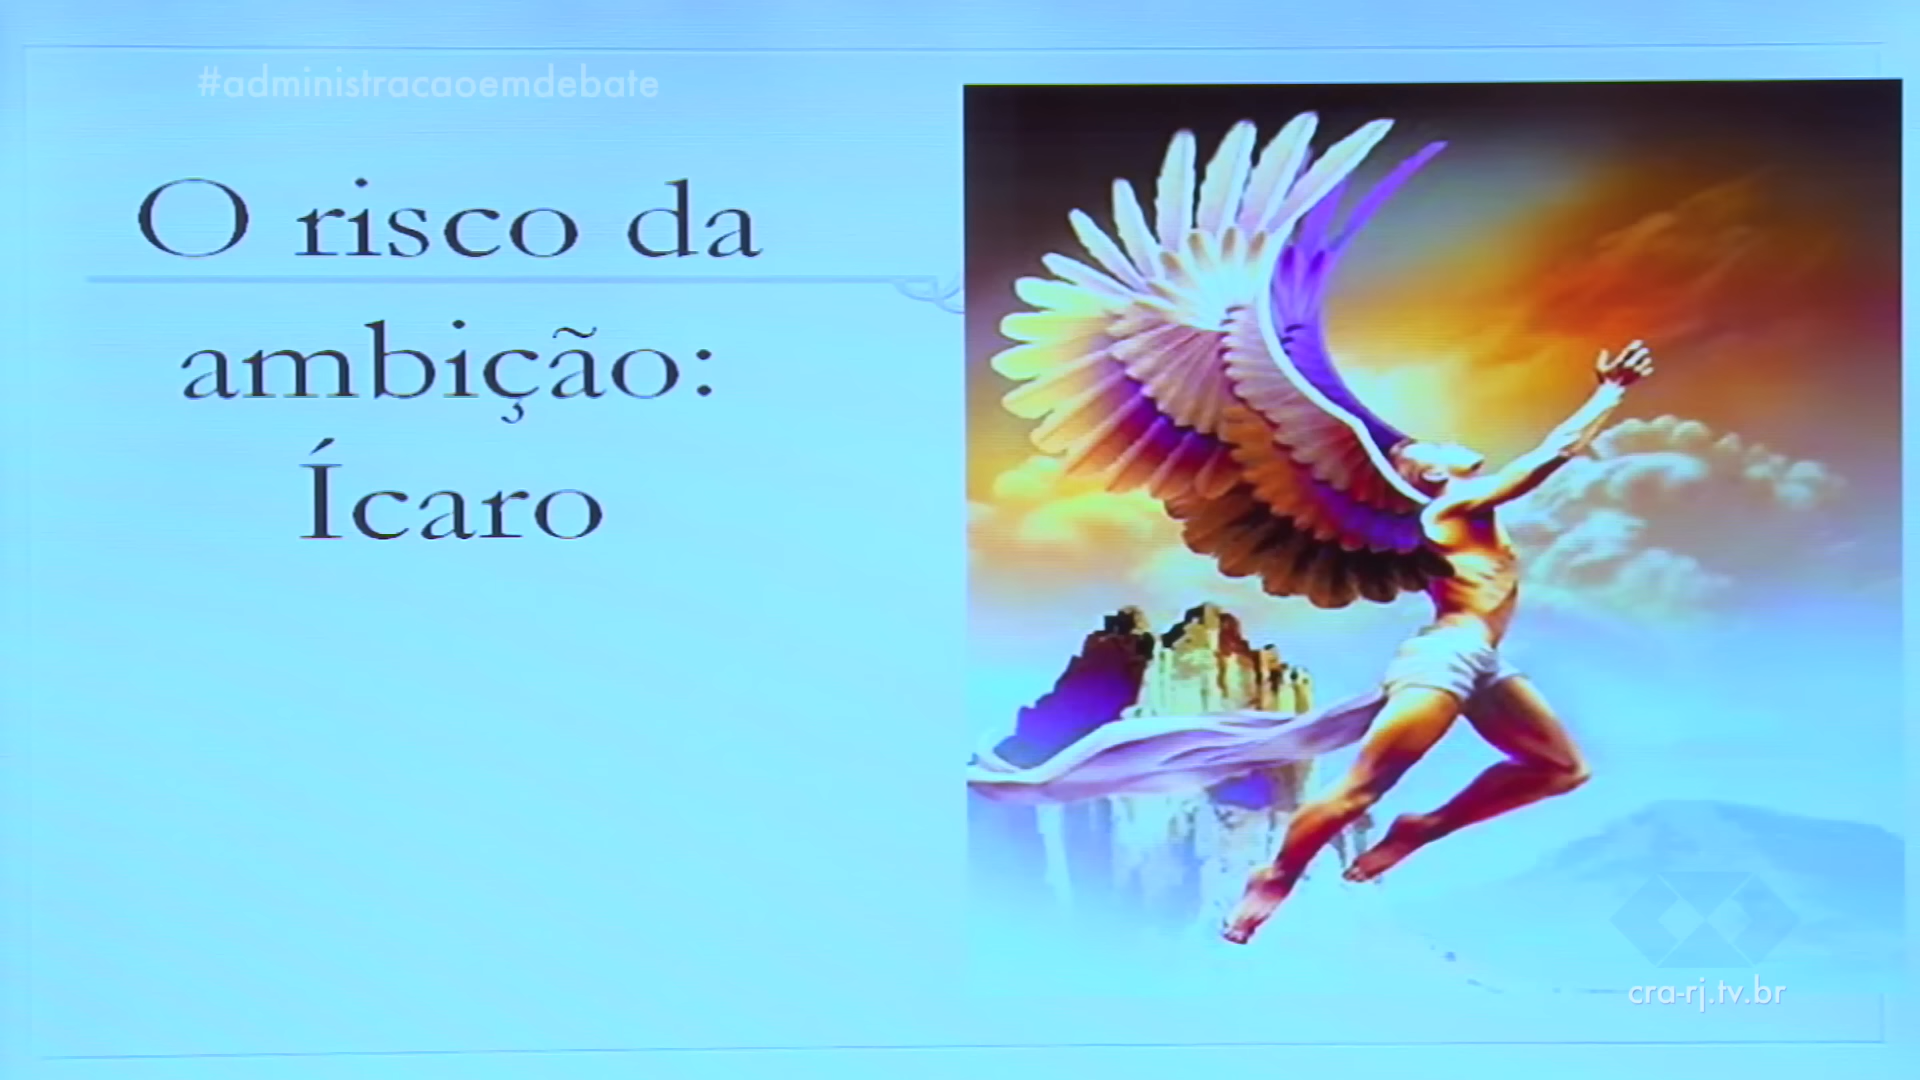 #administracaoemdebate
O risco da
ambição:
Ícaro
cra-rj.tv.br